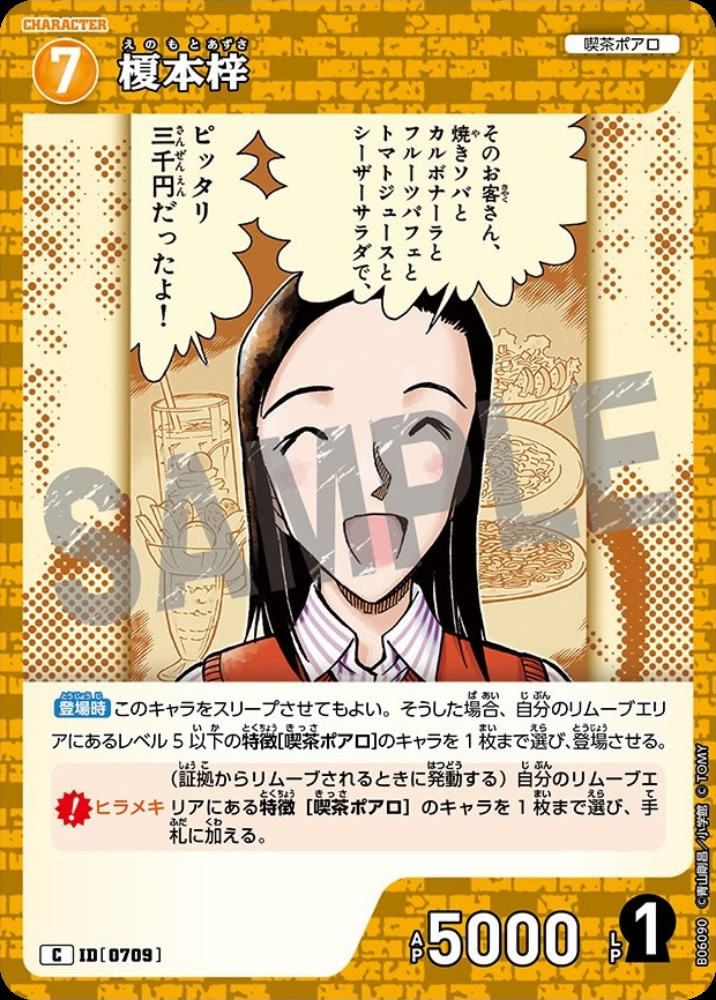 CHARACTER
7
えのもとあずさ
榎本梓
喫茶ポアロ
そのお客さん、
焼きソバと
カルボナーラと
フルーツパフェと
トマトジュースと
シーザーサラダで、
ピッタリ
三千円だったよ!
SAMPLE
登場時 このキャラをスリープさせてもよい。そうした場合、自分のリムーブエリ
アにあるレベル5以下の特徴[喫茶ポアロ]のキャラを1枚まで選び、登場させる。
ヒラメキ (証拠からリムーブされるときに発動する)自分のリムーブエ
リアにある特徴[喫茶ポアロ]のキャラを1枚まで選び、手
札に加える。
C ID[0709]
AP 5000
LP 1
B06090 ©青山剛昌/小学館 ©TOMY